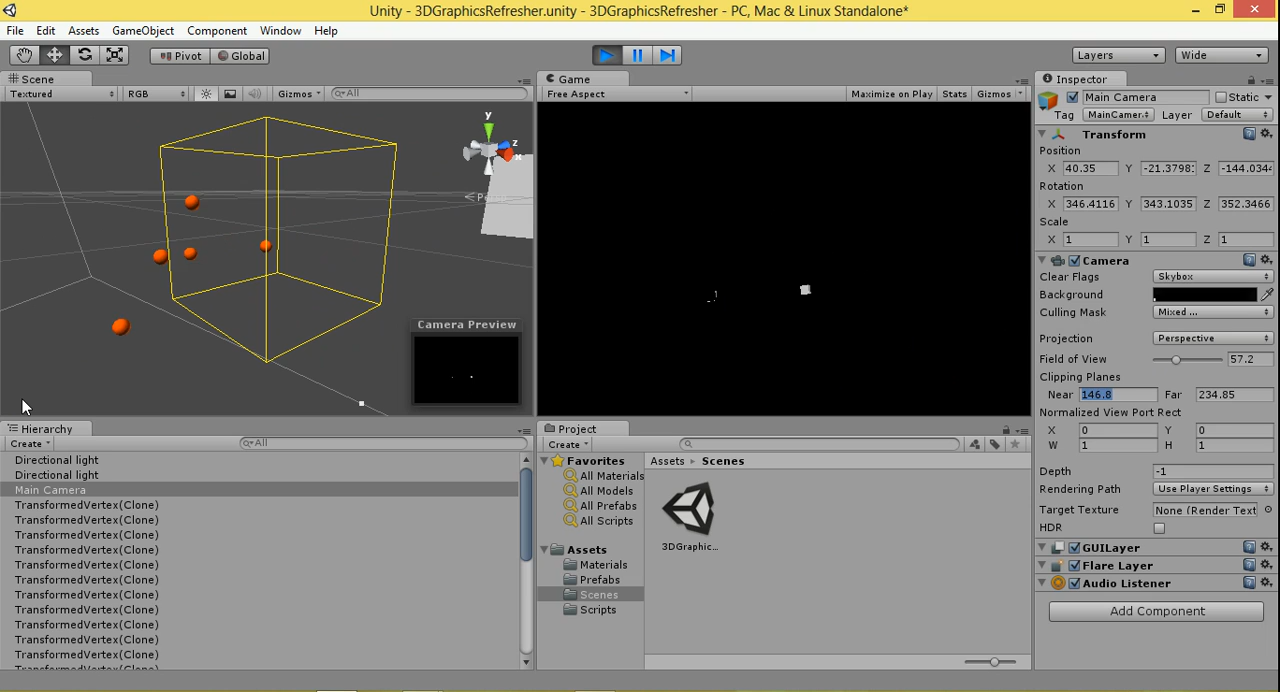 Unity - 3DGraphicsRefresher.unity - 3DGraphicsRefresher - PC, Mac & Linux Standalone*
File Edit Assets GameObject Component Window Help
Pivot Global Layers Wide
Scene
Textured RGB Gizmos All
y
z
x
Camera Preview
Game
Free Aspect Maximize on Play Stats Gizmos
Inspector
Main Camera Static
Tag MainCamer Layer Default
Transform
Position
X 40.35 Y -21.3798 Z -144.034
Rotation
X 346.4116 Y 343.1035 Z 352.3466
Scale
X 1 Y 1 Z 1
Camera
Clear Flags Skybox
Background
Culling Mask Mixed ...
Projection Perspective
Field of View 57.2
Clipping Planes
Near 146.8 Far 234.85
Normalized View Port Rect
X 0 Y 0
W 1 H 1
Depth -1
Rendering Path Use Player Settings
Target Texture None (Render Text
HDR
GUILayer
Flare Layer
Audio Listener
Add Component
Hierarchy
Create All
Directional light
Directional light
Main Camera
TransformedVertex(Clone)
TransformedVertex(Clone)
TransformedVertex(Clone)
TransformedVertex(Clone)
TransformedVertex(Clone)
TransformedVertex(Clone)
TransformedVertex(Clone)
TransformedVertex(Clone)
TransformedVertex(Clone)
TransformedVertex(Clone)
TransformedVertex(Clone)
TransformedVertex(Clone)
Project
Create
Favorites
All Materials
All Models
All Prefabs
All Scripts
Assets
Materials
Prefabs
Scenes
Scripts
Assets Scenes
3DGraphic...